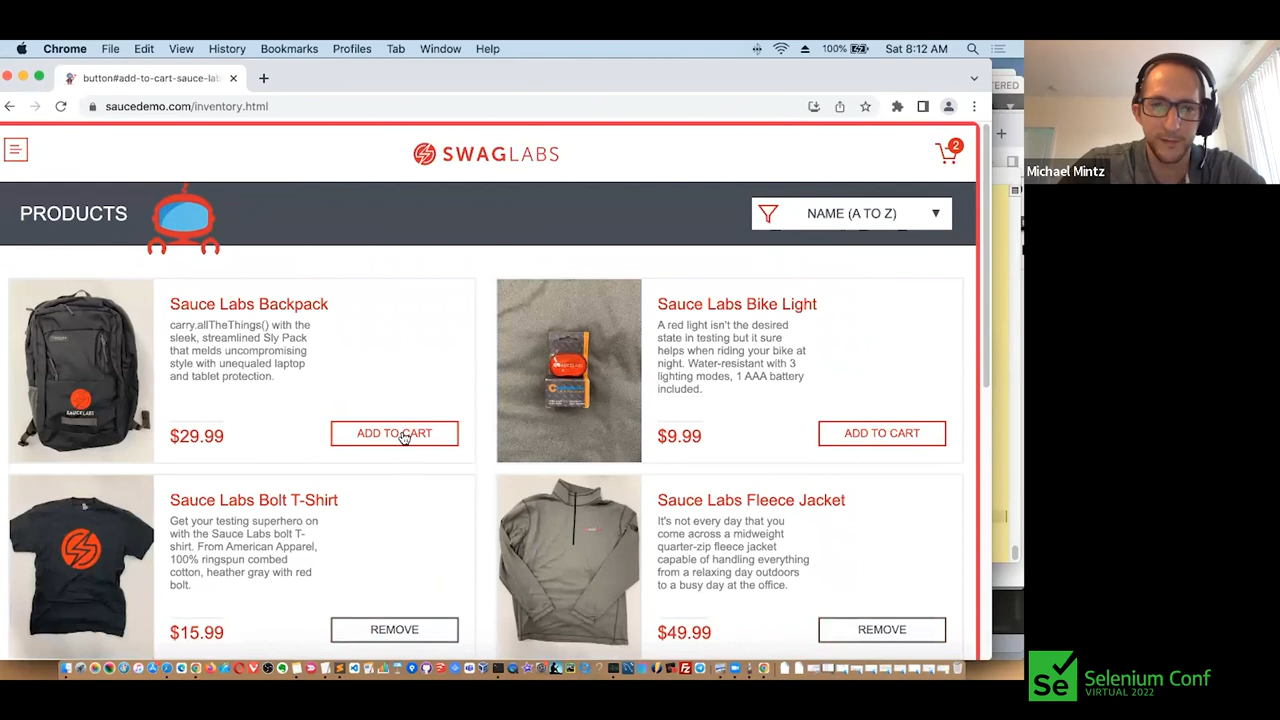 Chrome File Edit View History Bookmarks Profiles Tab Window Help 100% Sat 8:12 AM
button#add-to-cart-sauce-la
saucedemo.com/inventory.html
TERED
SWAGLABS
2
Michael Mintz
PRODUCTS
NAME (A TO Z)
Sauce Labs Backpack
carry.allTheThings() with the
sleek, streamlined Sly Pack
that melds uncompromising
style with unequaled laptop
and tablet protection.
$29.99
ADD TO CART
Sauce Labs Bike Light
A red light isn't the desired
state in testing but it sure
helps when riding your bike at
night. Water-resistant with 3
lighting modes, 1 AAA battery
included.
$9.99
ADD TO CART
SAUCELABS
Sauce Labs Bolt T-Shirt
Get your testing superhero on
with the Sauce Labs bolt T-
shirt. From American Apparel,
100% ringspun combed
cotton, heather gray with red
bolt.
$15.99
REMOVE
Sauce Labs Fleece Jacket
It's not every day that you
come across a midweight
quarter-zip fleece jacket
capable of handling everything
from a relaxing day outdoors
to a busy day at the office.
$49.99
REMOVE
Se
Selenium Conf
VIRTUAL 2022